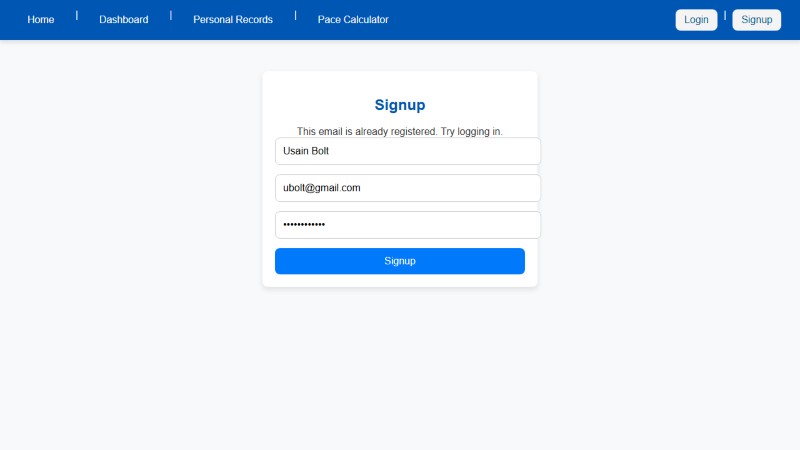 Home | Dashboard | Personal Records | Pace Calculator Login | Signup
Signup
This email is already registered. Try logging in.
Usain Bolt
ubolt@gmail.com
••••••••••••
Signup